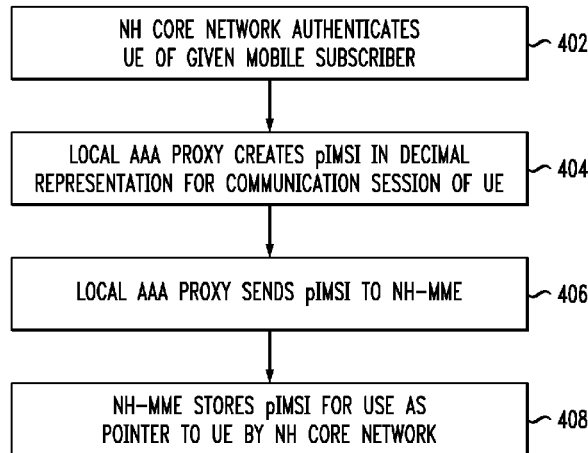 NH CORE NETWORK AUTHENTICATES
UE OF GIVEN MOBILE SUBSCRIBER
402
LOCAL AAA PROXY CREATES pIMSI IN DECIMAL
REPRESENTATION FOR COMMUNICATION SESSION OF UE
404
LOCAL AAA PROXY SENDS pIMSI TO NH-MME
406
NH-MME STORES pIMSI FOR USE AS
POINTER TO UE BY NH CORE NETWORK
408